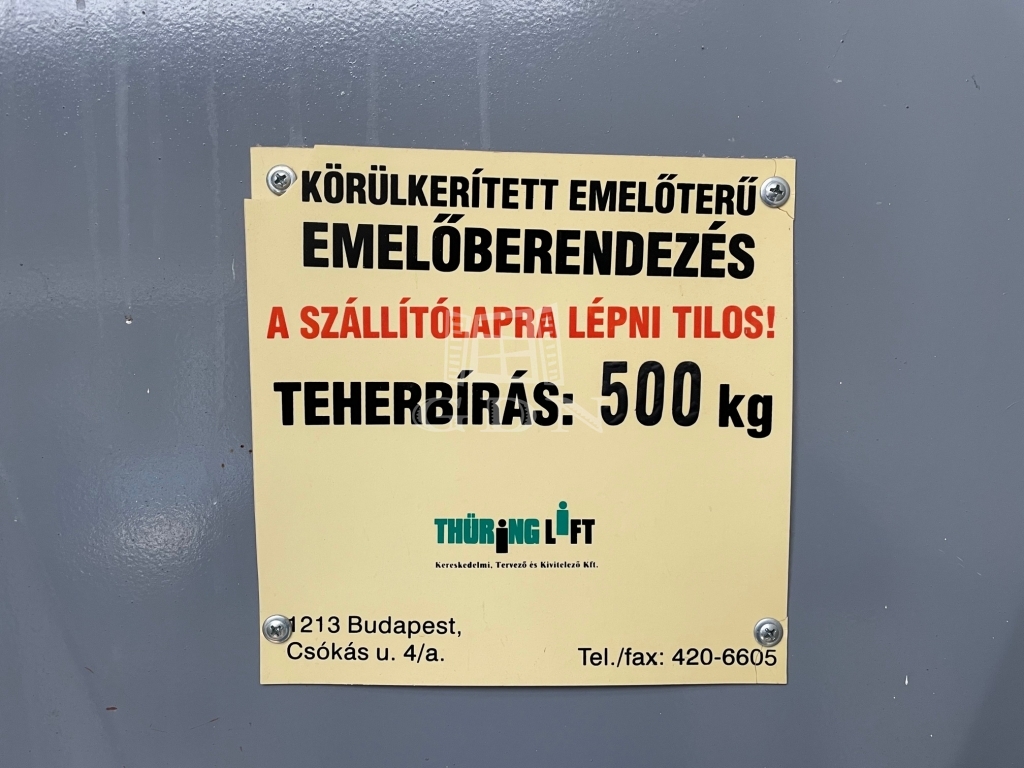 KÖRÜLKERÍTETT EMELŐTERŰ
EMELŐBERENDEZÉS
A SZÁLLÍTÓLAPRA LÉPNI TILOS!
TEHERBÍRÁS: 500 kg
GDN
THÜRiNG LiFT
Kereskedelmi, Tervező és Kivitelező Kft.
1213 Budapest,
Csókás u. 4/a.
Tel./fax: 420-6605